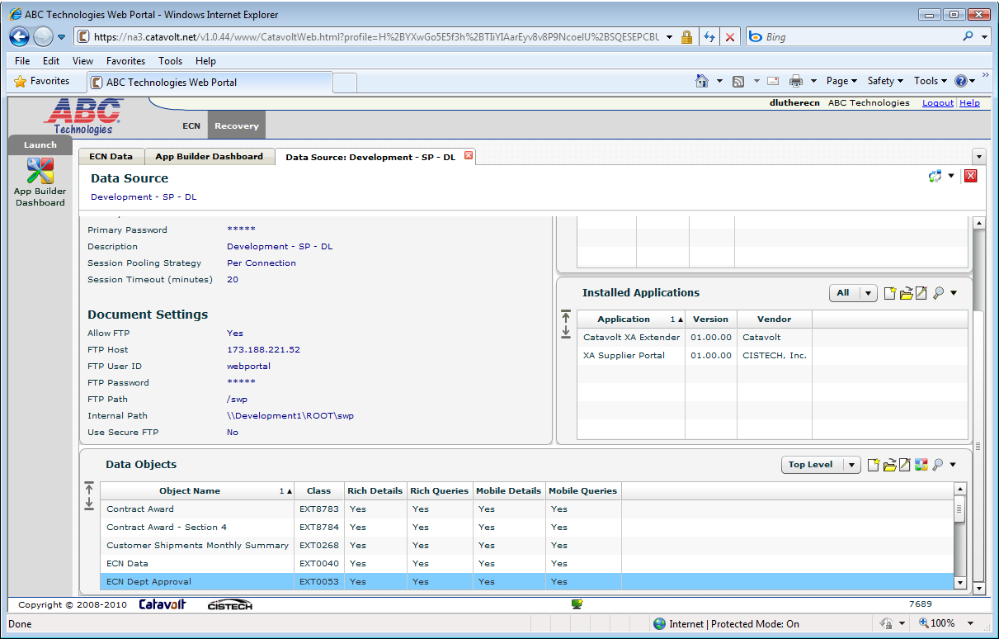 ABC Technologies Web Portal - Windows Internet Explorer
https://na3.catavolt.net/v1.0.44/www/CatavoltWeb.html?profile=H%2BYXwGo5E5f3h%2BTIiYIAarEyv8v8P9NcoelU%2BSQESEPCBL
Bing
File Edit View Favorites Tools Help
Favorites ABC Technologies Web Portal Page Safety Tools
dlutherecn ABC Technologies Logout Help
ABC
Technologies
ECN Recovery
Launch
App Builder
Dashboard
ECN Data App Builder Dashboard Data Source: Development - SP - DL
Data Source
Development - SP - DL
Primary Password *****
Description Development - SP - DL
Session Pooling Strategy Per Connection
Session Timeout (minutes) 20
Document Settings
Allow FTP Yes
FTP Host 173.188.221.52
FTP User ID webportal
FTP Password *****
FTP Path /swp
Internal Path \\Development1\ROOT\swp
Use Secure FTP No
Installed Applications All
Application 1 Version Vendor
Catavolt XA Extender 01.00.00 Catavolt
XA Supplier Portal 01.00.00 CISTECH, Inc.
Data Objects Top Level
Object Name 1 Class Rich Details Rich Queries Mobile Details Mobile Queries
Contract Award EXT8783 Yes Yes Yes Yes
Contract Award - Section 4 EXT8784 Yes Yes Yes Yes
Customer Shipments Monthly Summary EXT0268 Yes Yes Yes Yes
ECN Data EXT0040 Yes Yes Yes Yes
ECN Dept Approval EXT0053 Yes Yes Yes Yes
Copyright © 2008-2010 Catavolt CISTECH 7689
Done Internet | Protected Mode: On 100%